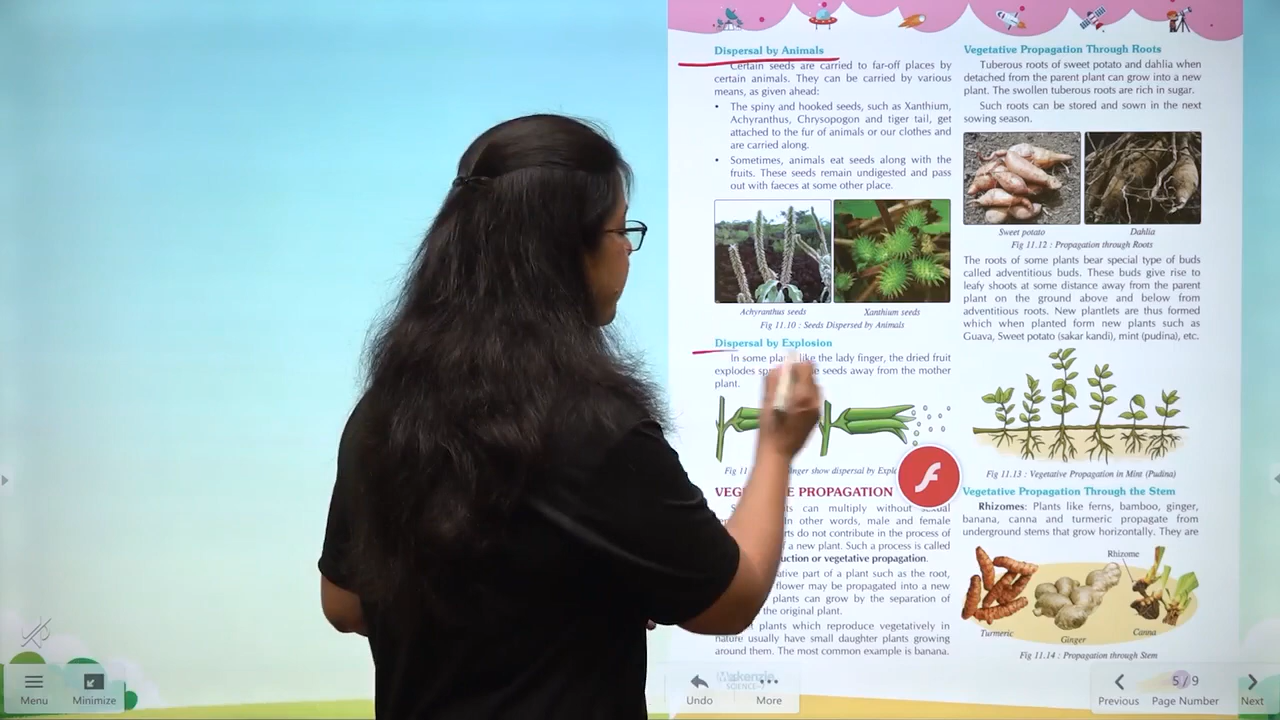 Dispersal by Animals
Certain seeds are carried to far-off places by
certain animals. They can be carried by various
means, as given ahead:
• The spiny and hooked seeds, such as Xanthium,
Achyranthus, Chrysopogon and tiger tail, get
attached to the fur of animals or our clothes and
are carried along.
• Sometimes, animals eat seeds along with the
fruits. These seeds remain undigested and pass
out with faeces at some other place.
Achyranthus seeds
Xanthium seeds
Fig 11.10 : Seeds Dispersed by Animals
Dispersal by Explosion
In some like the lady finger, the dried fruit
explodes seeds away from the mother
plant.
show dispersal by
PROPAGATION
can multiply without
in other words, male and female
do not contribute in the process of
a new plant. Such a process is called
or vegetative propagation.
part of a plant such as the root,
flower may be propagated into a new
plants can grow by the separation of
the original plant.
plants which reproduce vegetatively in
nature usually have small daughter plants growing
around them. The most common example is banana.
Vegetative Propagation Through Roots
Tuberous roots of sweet potato and dahlia when
detached from the parent plant can grow into a new
plant. The swollen tuberous roots are rich in sugar.
Such roots can be stored and sown in the next
sowing season.
Sweet potato
Dahlia
Fig 11.12 : Propagation through Roots
The roots of some plants bear special type of buds
called adventitious buds. These buds give rise to
leafy shoots at some distance away from the parent
plant on the ground above and below from
adventitious roots. New plantlets are thus formed
which when planted form new plants such as
Guava, Sweet potato (sakar kandi), mint (pudina), etc.
Fig 11.13 : Vegetative Propagation in Mint (Pudina)
Vegetative Propagation Through the Stem
Rhizomes: Plants like ferns, bamboo, ginger,
banana, canna and turmeric propagate from
underground stems that grow horizontally. They are
Rhizome
Turmeric
Ginger
Canna
Fig 11.14 : Propagation through Stem
Menu
Minimize
SCIENCE-7
Undo
More
Previous
5 / 9
Page Number
Next